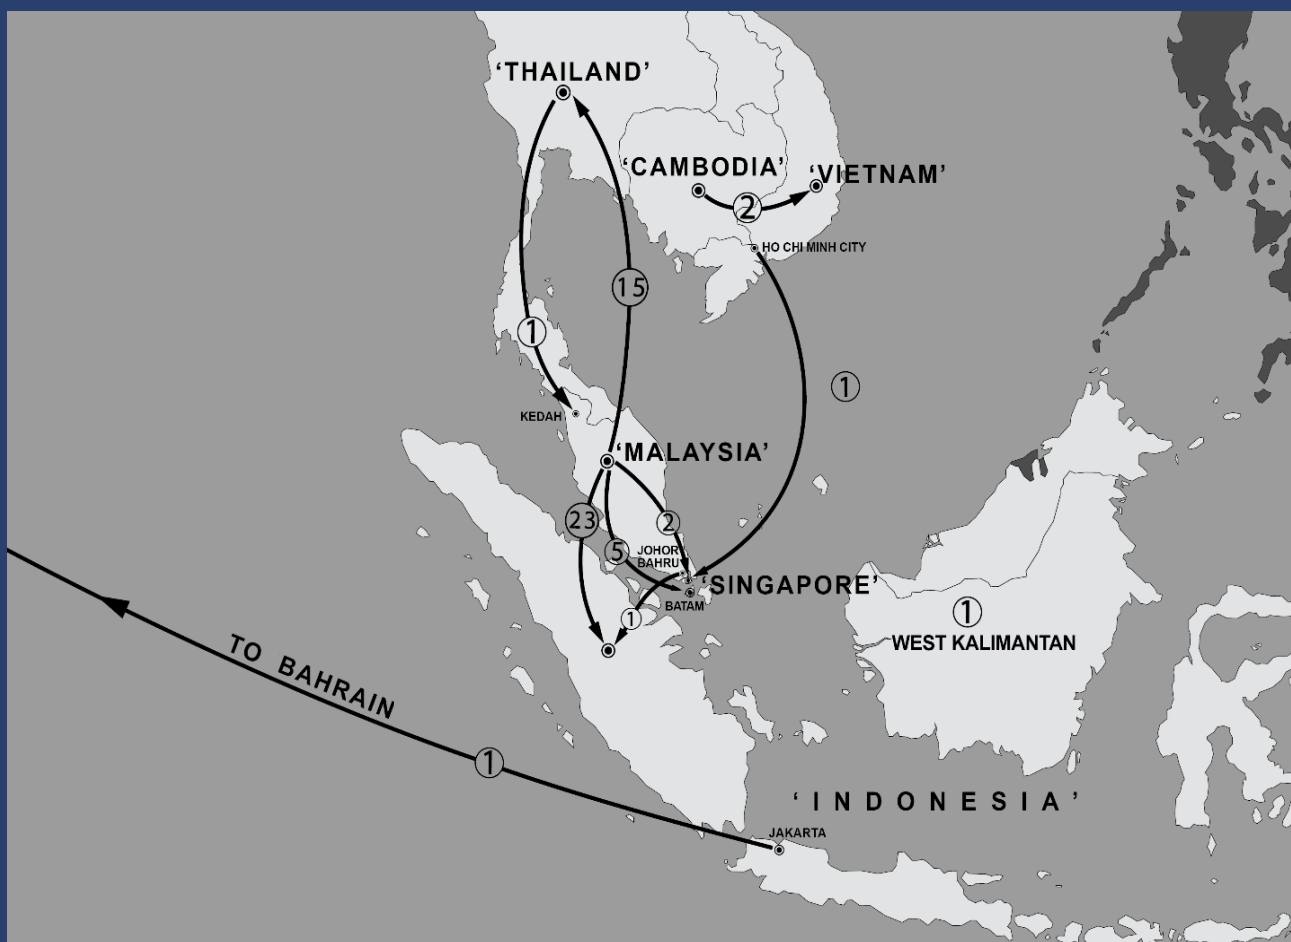 ‘THAILAND’
‘CAMBODIA’
‘VIETNAM’
2
HO CHI MINH CITY
15
1
1
KEDAH
‘MALAYSIA’
23
2
5
JOHOR
BAHRU
‘SINGAPORE’
BATAM
1
1
WEST KALIMANTAN
TO BAHRAIN
1
‘INDONESIA’
JAKARTA